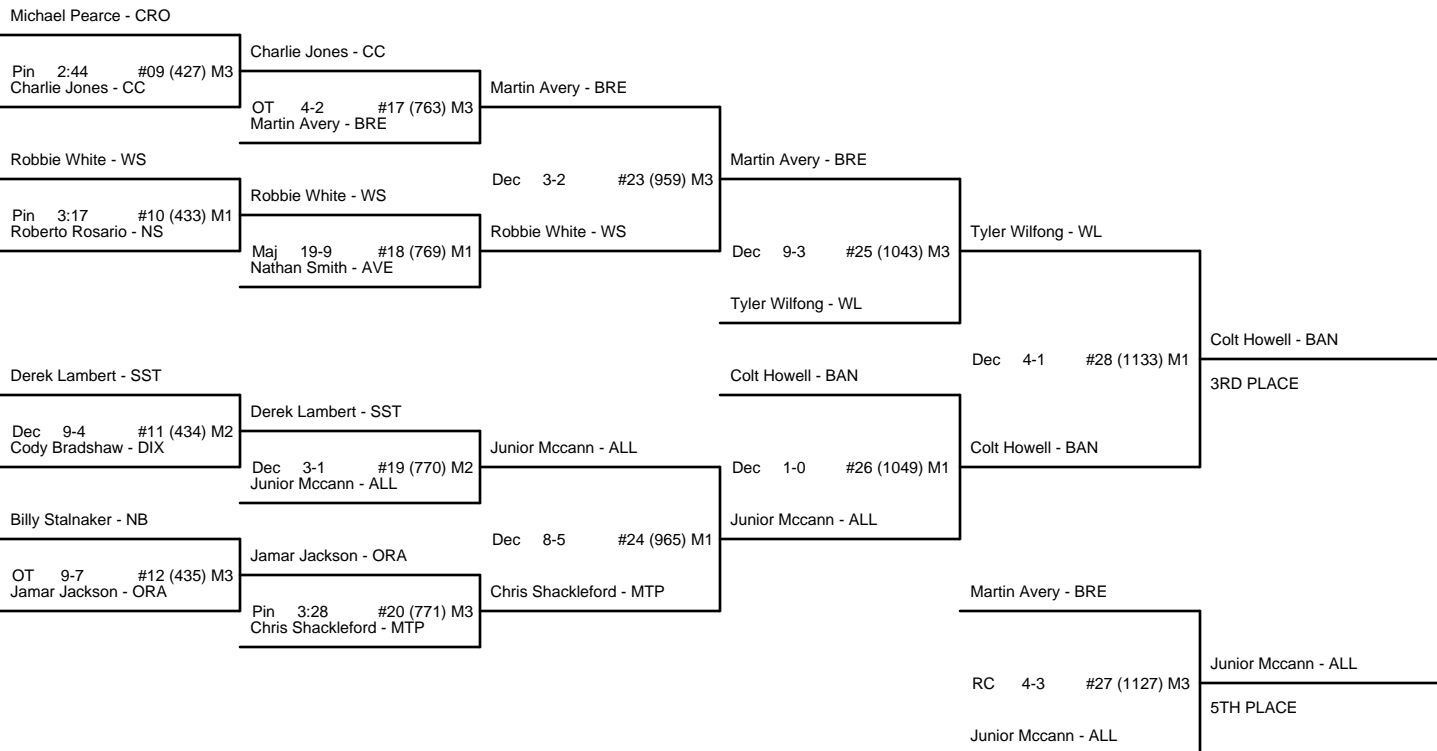 Michael Pearce - CRO
Pin 2:44 #09 (427) M3
Charlie Jones - CC
Robbie White - WS
Pin 3:17 #10 (433) M1
Roberto Rosario - NS
Derek Lambert - SST
Dec 9-4 #11 (434) M2
Cody Bradshaw - DIX
Billy Stalnaker - NB
OT 9-7 #12 (435) M3
Jamar Jackson - ORA
Charlie Jones - CC
OT 4-2 #17 (763) M3
Martin Avery - BRE
Robbie White - WS
Maj 19-9 #18 (769) M1
Nathan Smith - AVE
Derek Lambert - SST
Dec 3-1 #19 (770) M2
Junior Mccann - ALL
Jamar Jackson - ORA
Pin 3:28 #20 (771) M3
Chris Shackleford - MTP
Martin Avery - BRE
Dec 3-2 #23 (959) M3
Robbie White - WS
Junior Mccann - ALL
Dec 8-5 #24 (965) M1
Chris Shackleford - MTP
Martin Avery - BRE
Dec 9-3 #25 (1043) M3
Tyler Wilfong - WL
Colt Howell - BAN
Dec 1-0 #26 (1049) M1
Junior Mccann - ALL
Tyler Wilfong - WL
Dec 4-1 #28 (1133) M1
Colt Howell - BAN
Martin Avery - BRE
RC 4-3 #27 (1127) M3
Junior Mccann - ALL
Colt Howell - BAN
3RD PLACE
Junior Mccann - ALL
5TH PLACE